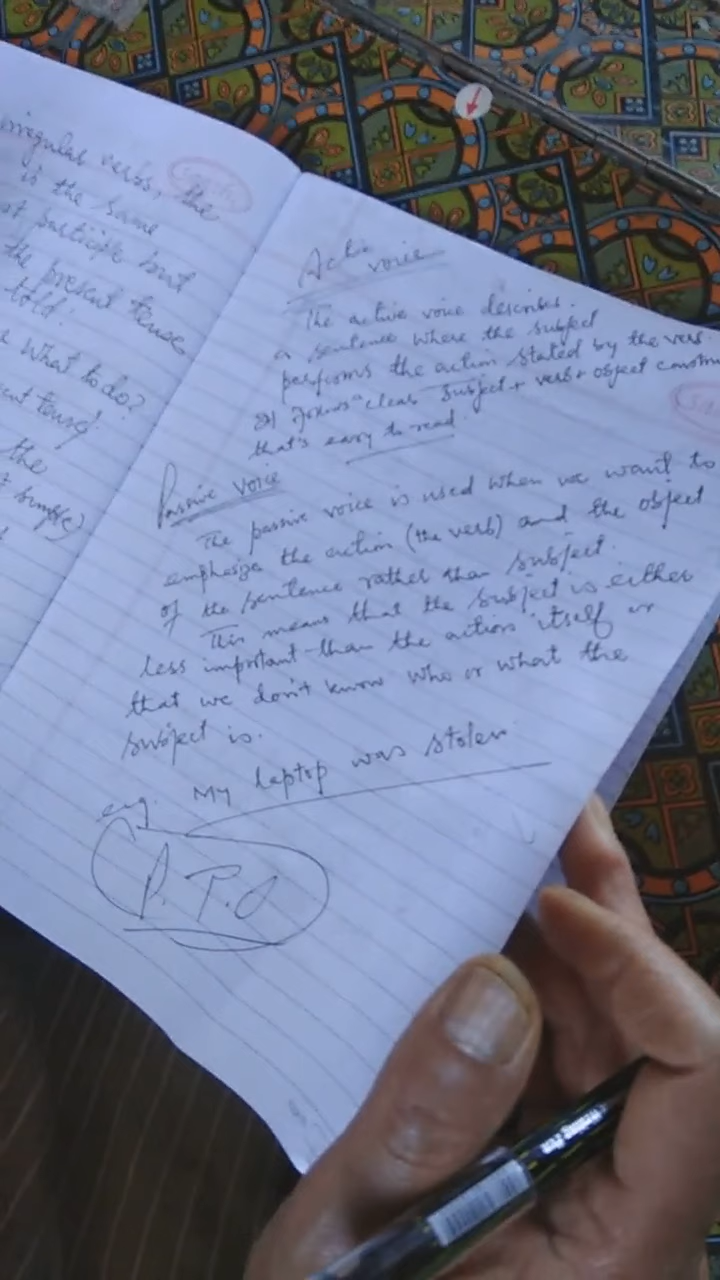 irregular verbs, the
is the same
participle but
the present tense
told.
what to do?
tense)
the
simple)
Active
voice
The active voice describes.
a sentence where the subject
performs the action stated by the verb.
It follows a clear subject + verb + object
that's easy to read.
Passive voice
The passive voice is used when we want to
emphasize the action (the verb) and the object
of the sentence rather than subject.
This means that the subject is either
less important than the action itself or
that we don't know who or what the
subject is.
e.g. My laptop was stolen
P.T.O